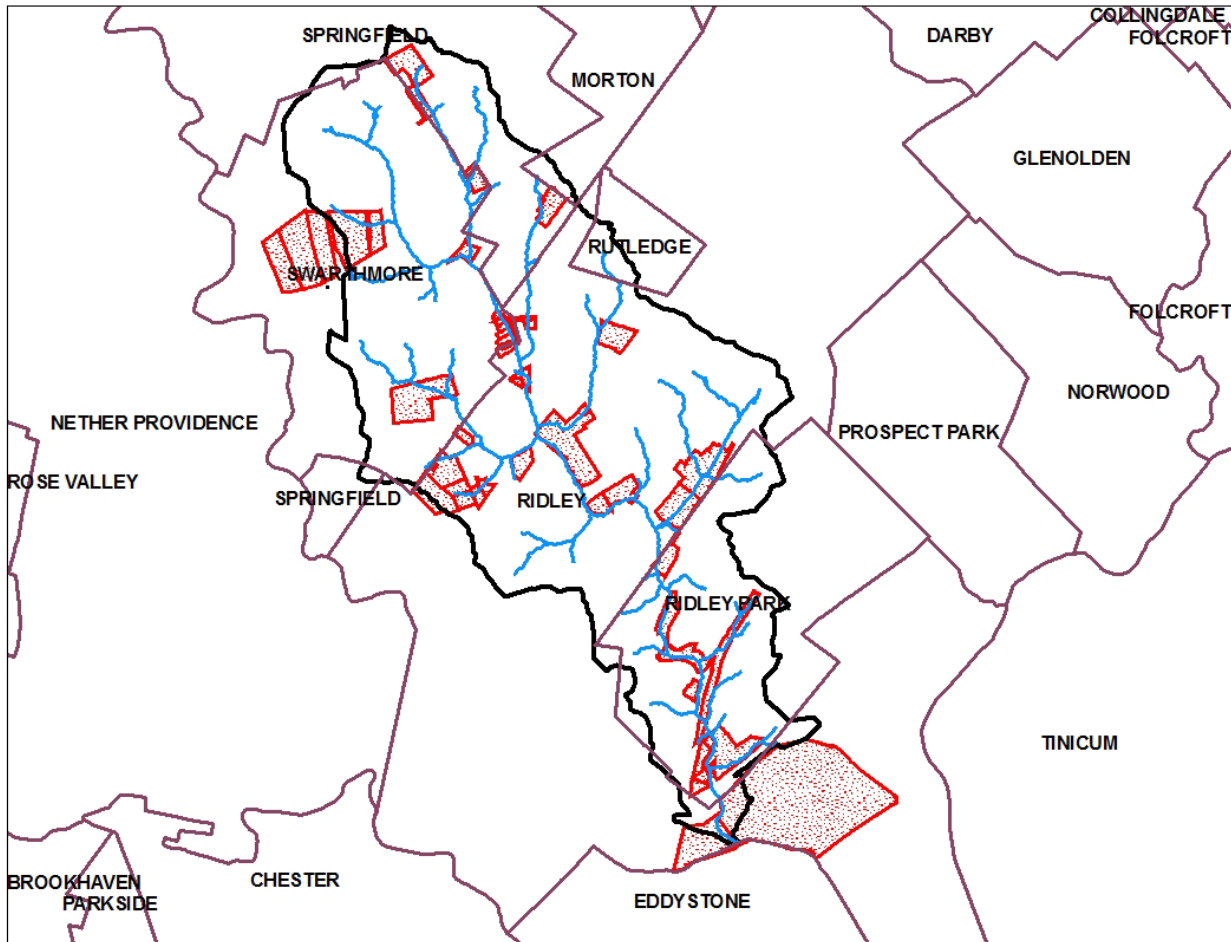 COLLINGDALE
SPRINGFIELD
DARBY
FOLCROFT
MORTON
GLENOLDEN
RUTLEDGE
SWARTHMORE
FOLCROFT
NORWOOD
NETHER PROVIDENCE
PROSPECT PARK
ROSE VALLEY
SPRINGFIELD
RIDLEY
RIDLEY PARK
TINICUM
BROOKHAVEN
CHESTER
PARKSIDE
EDDYSTONE